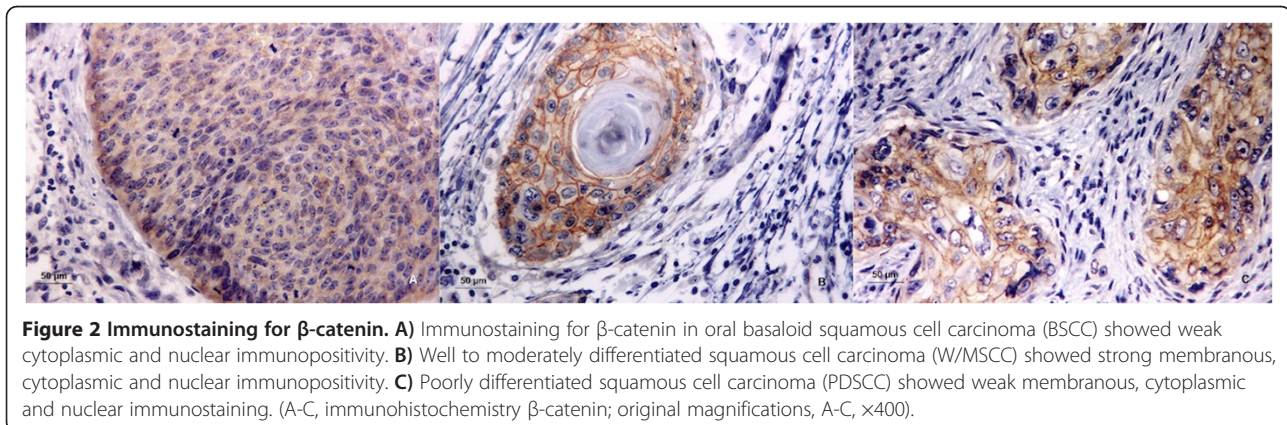 50 µm
A
50 µm
B
50 µm
C
Figure 2 Immunostaining for β-catenin. A) Immunostaining for β-catenin in oral basaloid squamous cell carcinoma (BSCC) showed weak
cytoplasmic and nuclear immunopositivity. B) Well to moderately differentiated squamous cell carcinoma (W/MSCC) showed strong membranous,
cytoplasmic and nuclear immunopositivity. C) Poorly differentiated squamous cell carcinoma (PDSCC) showed weak membranous, cytoplasmic
and nuclear immunostaining. (A-C, immunohistochemistry β-catenin; original magnifications, A-C, ×400).